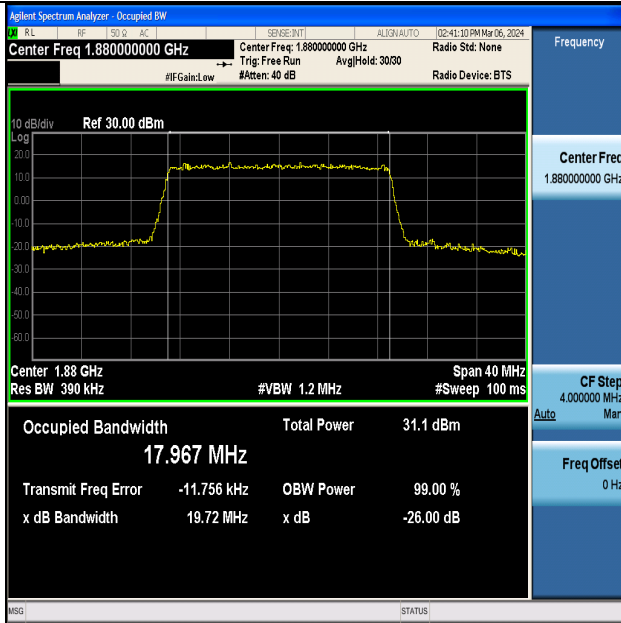 Agilent Spectrum Analyzer - Occupied BW
RL RF 50 Ω AC SENSE:INT ALIGN AUTO 02:41:10 PM Mar 06, 2024
Center Freq 1.880000000 GHz Center Freq: 1.880000000 GHz Radio Std: None
Trig: Free Run Avg|Hold: 30/30
#IFGain:Low #Atten: 40 dB Radio Device: BTS
10 dB/div Ref 30.00 dBm
Log
20.0
10.0
0.00
-10.0
-20.0
-30.0
-40.0
-50.0
-60.0
Center 1.88 GHz Span 40 MHz
Res BW 390 kHz #VBW 1.2 MHz #Sweep 100 ms
Occupied Bandwidth Total Power 31.1 dBm
17.967 MHz
Transmit Freq Error -11.756 kHz OBW Power 99.00 %
x dB Bandwidth 19.72 MHz x dB -26.00 dB
MSG STATUS
Frequency
Center Freq
1.880000000 GHz
CF Step
4.000000 MHz
Auto Man
Freq Offset
0 Hz